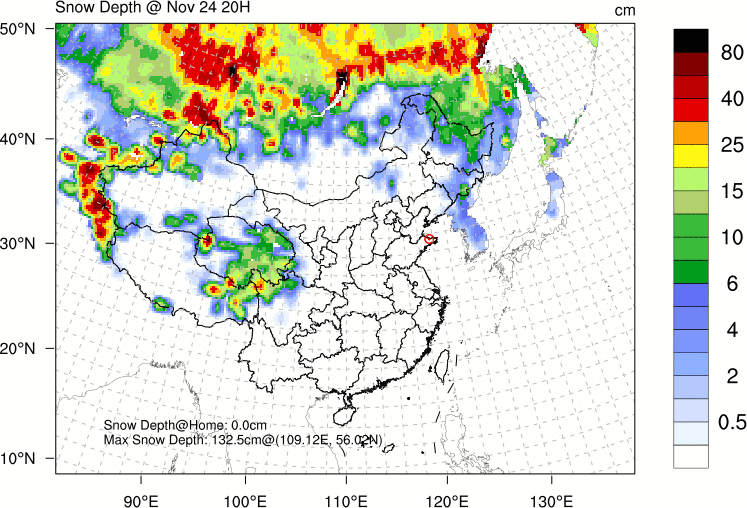 Snow Depth @ Nov 24 20H
cm
50°N
40°N
30°N
20°N
10°N
90°E
100°E
110°E
120°E
130°E
80
40
25
15
10
6
4
2
0.5
Snow Depth@Home: 0.0cm
Max Snow Depth: 132.5cm@(109.12E, 56.02N)